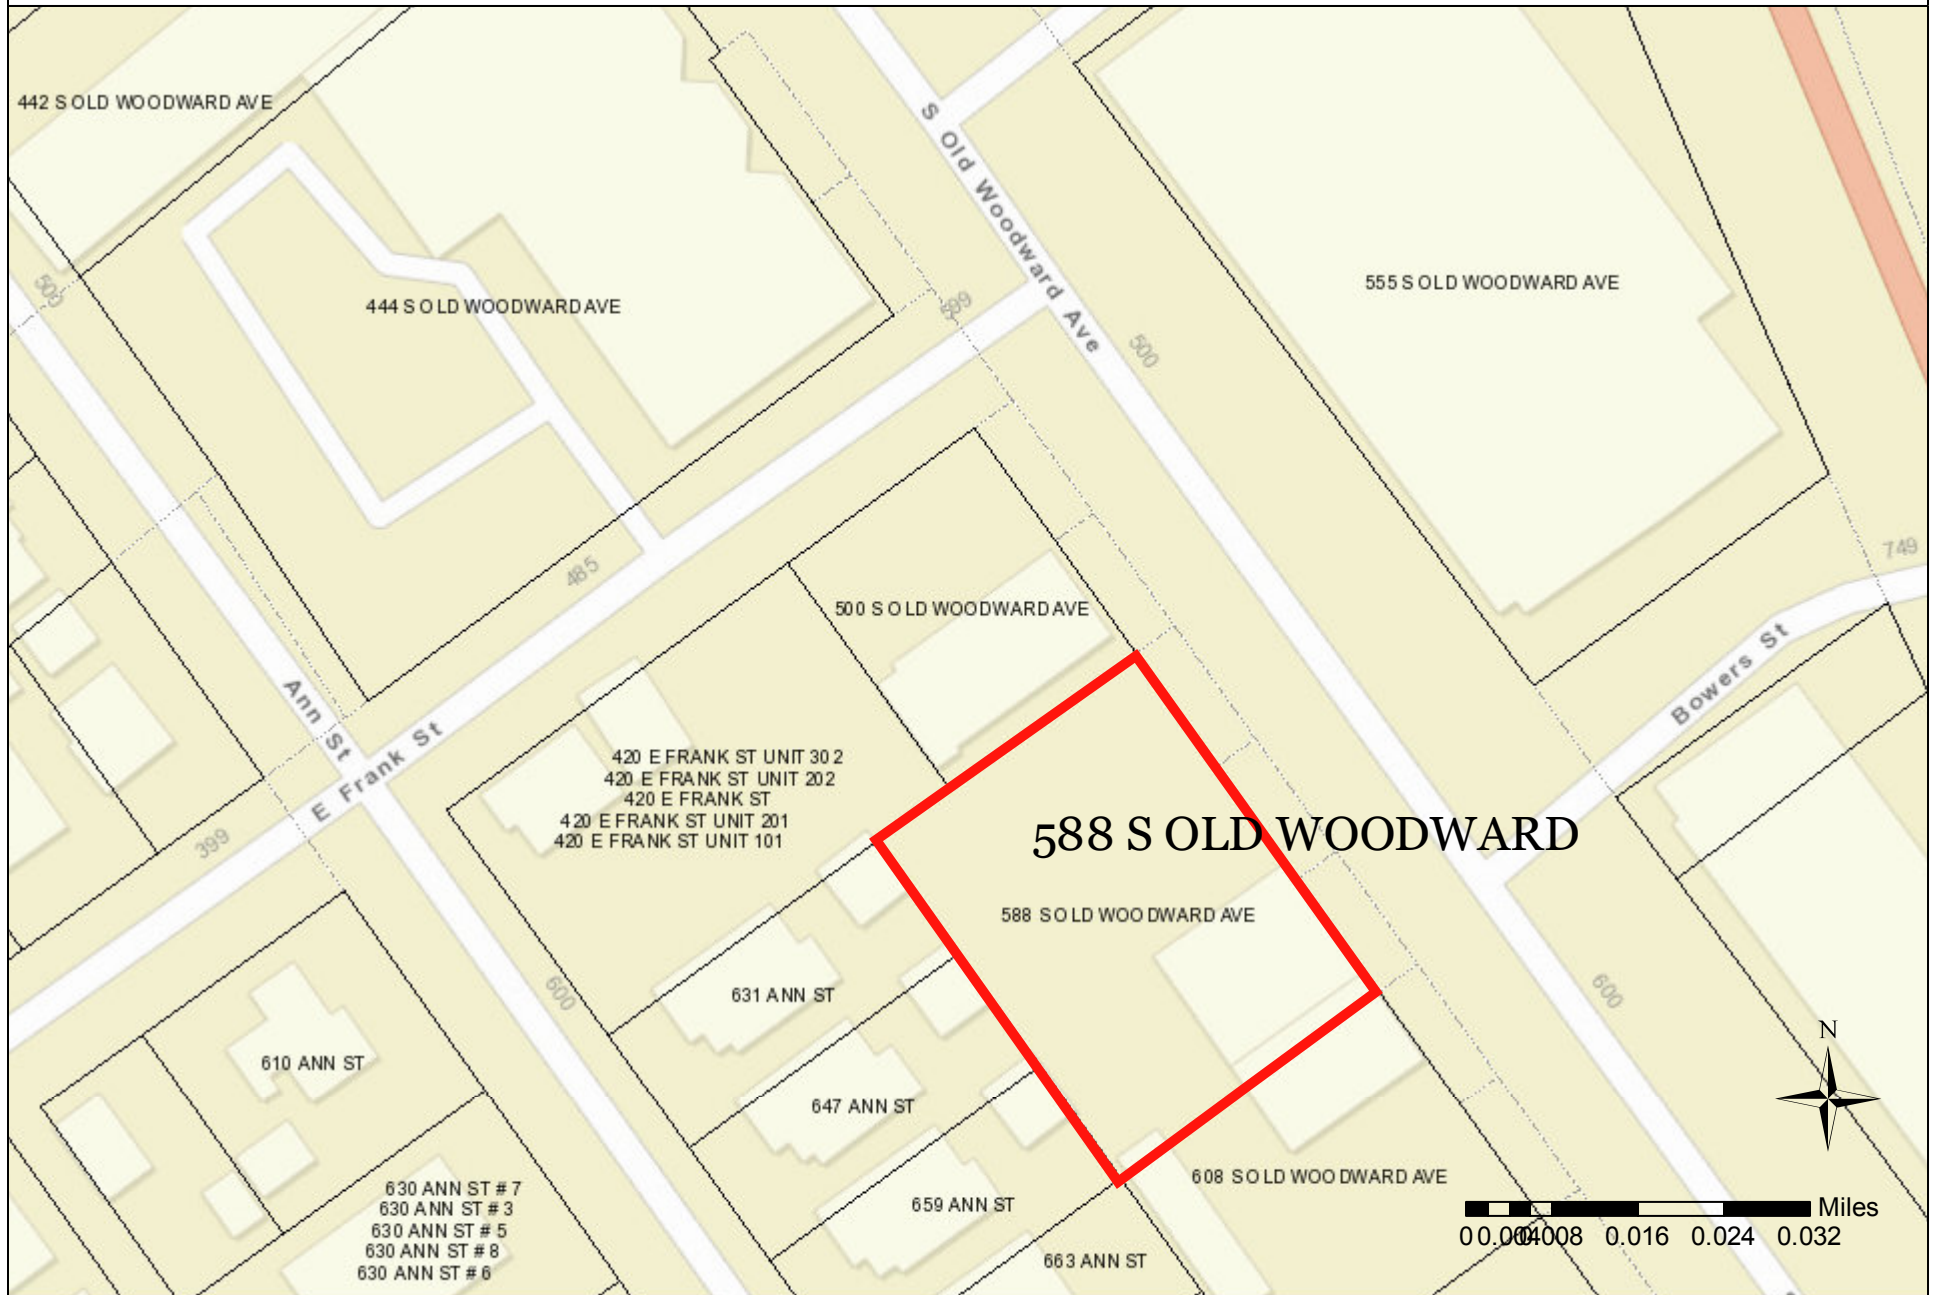 442 S OLD WOODWARD AVE
S Old Woodward Ave
555 S OLD WOODWARD AVE
500
444 S OLD WOODWARD AVE
500
749
485
500 S OLD WOODWARD AVE
Bowers St
Ann St
E Frank St
420 E FRANK ST UNIT 302
420 E FRANK ST UNIT 202
420 E FRANK ST
420 E FRANK ST UNIT 201
420 E FRANK ST UNIT 101
399
588 S OLD WOODWARD
588 S OLD WOODWARD AVE
600
631 ANN ST
600
N
610 ANN ST
647 ANN ST
608 S OLD WOODWARD AVE
630 ANN ST # 7
630 ANN ST # 3
630 ANN ST # 5
630 ANN ST # 8
630 ANN ST # 6
659 ANN ST
663 ANN ST
Miles
0 0.004 0.008 0.016 0.024 0.032